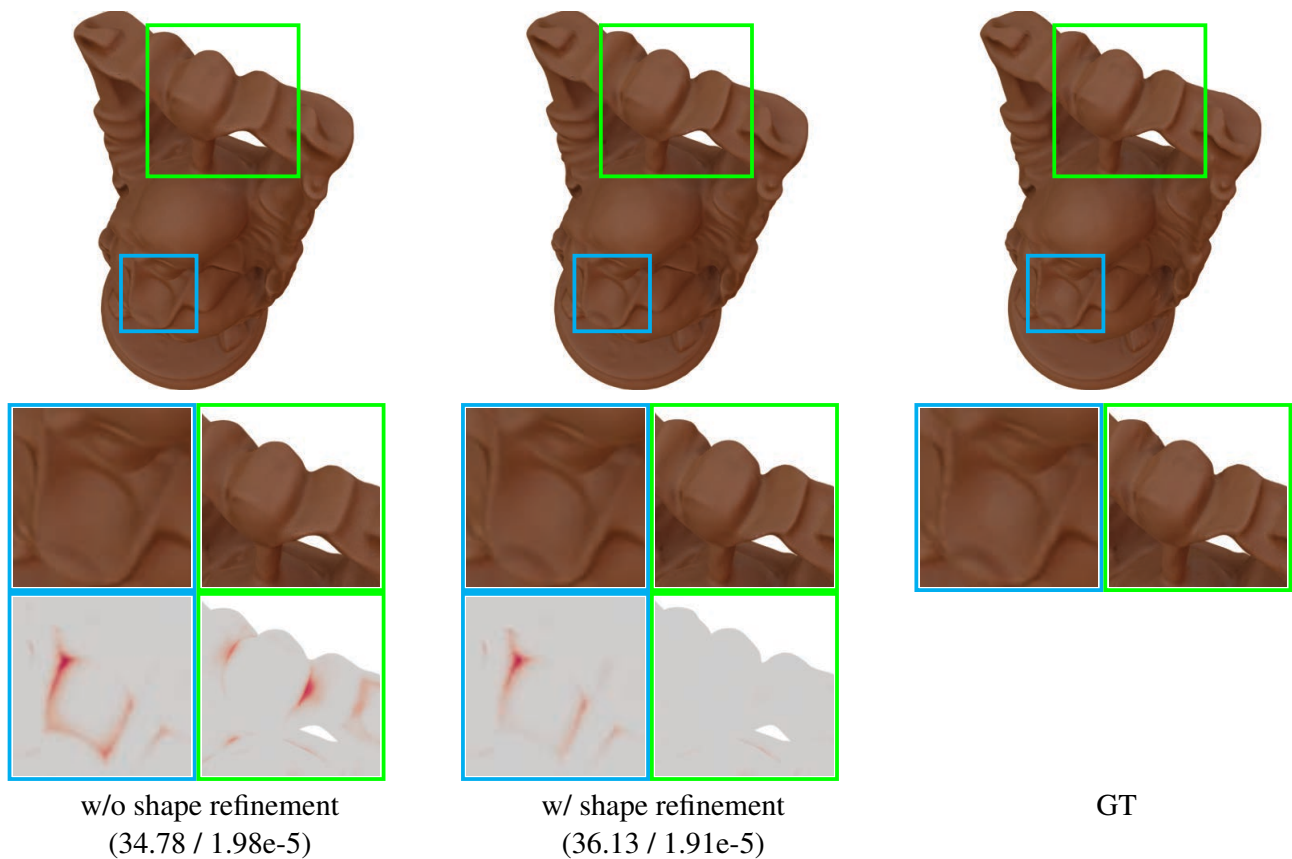 w/o shape refinement
(34.78 / 1.98e-5)
w/ shape refinement
(36.13 / 1.91e-5)
GT